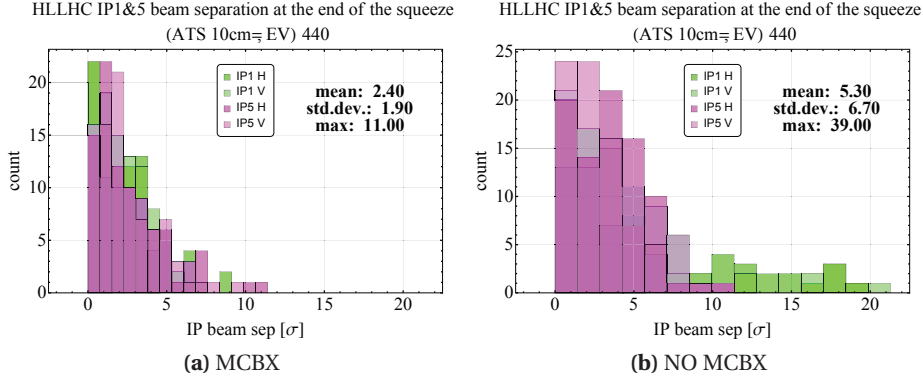 HLLHC IP1&5 beam separation at the end of the squeeze
(ATS 10cm=, EV) 440
IP1 H
IP1 V
IP5 H
IP5 V
mean: 2.40
std.dev.: 1.90
max: 11.00
count
20
15
10
5
0
0 5 10 15 20
IP beam sep [σ]
(a) MCBX
HLLHC IP1&5 beam separation at the end of the squeeze
(ATS 10cm=, EV) 440
IP1 H
IP1 V
IP5 H
IP5 V
mean: 5.30
std.dev.: 6.70
max: 39.00
count
25
20
15
10
5
0
0 5 10 15 20
IP beam sep [σ]
(b) NO MCBX